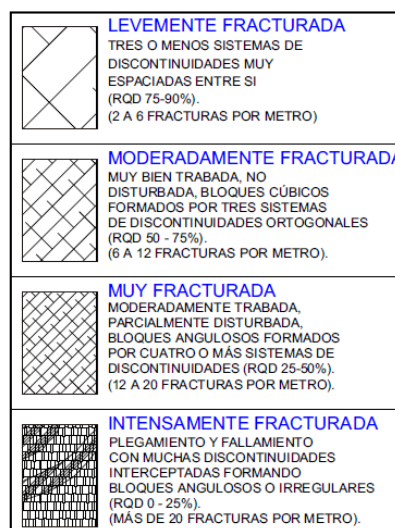 LEVEMENTE FRACTURADA
TRES O MENOS SISTEMAS DE
DISCONTINUIDADES MUY
ESPACIADAS ENTRE SI
(RQD 75-90%).
(2 A 6 FRACTURAS POR METRO)
MODERADAMENTE FRACTURADA
MUY BIEN TRABADA, NO
DISTURBADA, BLOQUES CÚBICOS
FORMADOS POR TRES SISTEMAS
DE DISCONTINUIDADES ORTOGONALES
(RQD 50 - 75%).
(6 A 12 FRACTURAS POR METRO).
MUY FRACTURADA
MODERADAMENTE TRABADA,
PARCIALMENTE DISTURBADA,
BLOQUES ANGULOSOS FORMADOS
POR CUATRO O MÁS SISTEMAS DE
DISCONTINUIDADES (RQD 25-50%).
(12 A 20 FRACTURAS POR METRO).
INTENSAMENTE FRACTURADA
PLEGAMIENTO Y FALLAMIENTO
CON MUCHAS DISCONTINUIDADES
INTERCEPTADAS FORMANDO
BLOQUES ANGULOSOS O IRREGULARES
(RQD 0 - 25%).
(MÁS DE 20 FRACTURAS POR METRO).